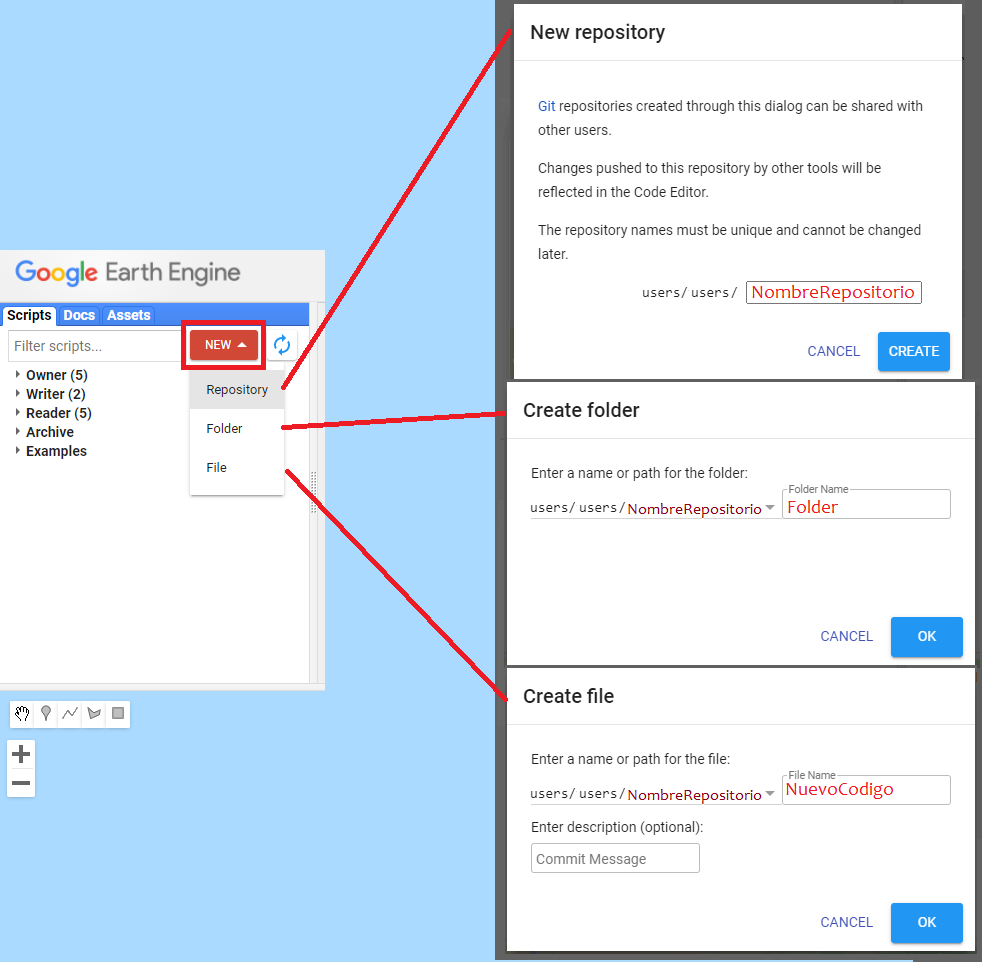 Google Earth Engine
Scripts Docs Assets
Filter scripts...
NEW
Owner (5)
Writer (2)
Reader (5)
Archive
Examples
Repository
Folder
File
New repository
Git repositories created through this dialog can be shared with
other users.
Changes pushed to this repository by other tools will be
reflected in the Code Editor.
The repository names must be unique and cannot be changed
later.
users/ users/ NombreRepositorio
CANCEL CREATE
Create folder
Enter a name or path for the folder:
Folder Name
users/ users/ NombreRepositorio Folder
CANCEL OK
Create file
Enter a name or path for the file:
File Name
users/ users/ NombreRepositorio NuevoCodigo
Enter description (optional):
Commit Message
CANCEL OK